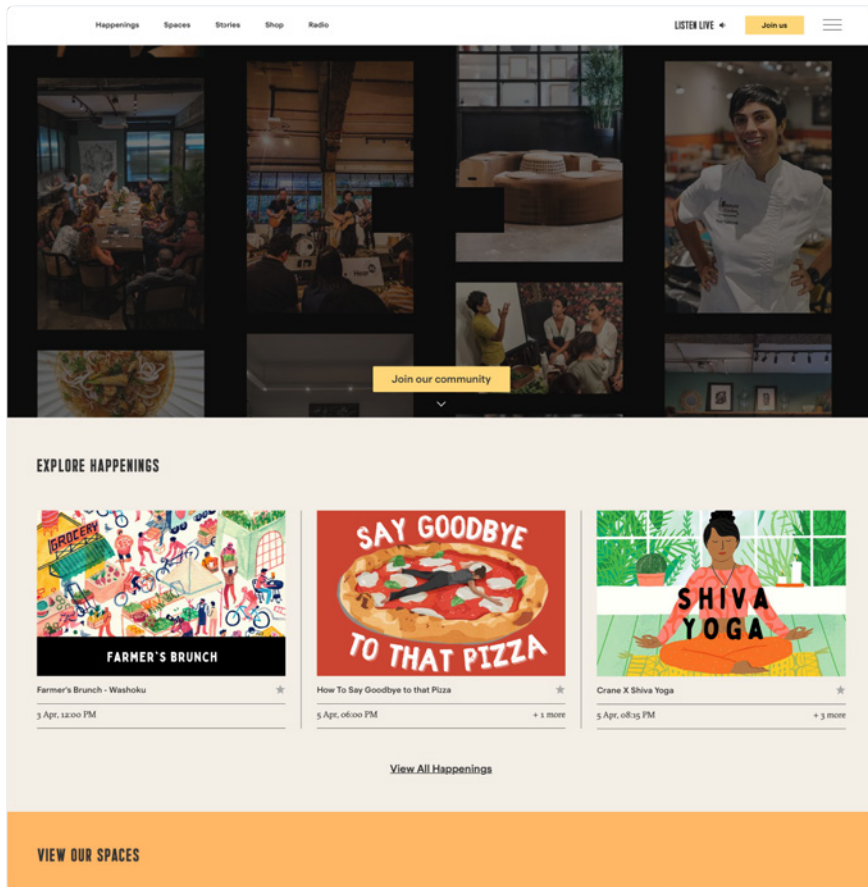 Happenings
Spaces
Stories
Shop
Radio
LISTEN LIVE
Join us
Join our community
EXPLORE HAPPENINGS
GROCERY
FARMER'S BRUNCH
SAY GOODBYE
TO THAT PIZZA
SHIVA
YOGA
Farmer's Brunch - Washoku
How To Say Goodbye to that Pizza
Crane X Shiva Yoga
3 Apr, 12:00 PM
5 Apr, 06:00 PM
+ 1 more
5 Apr, 08:15 PM
+ 3 more
View All Happenings
VIEW OUR SPACES